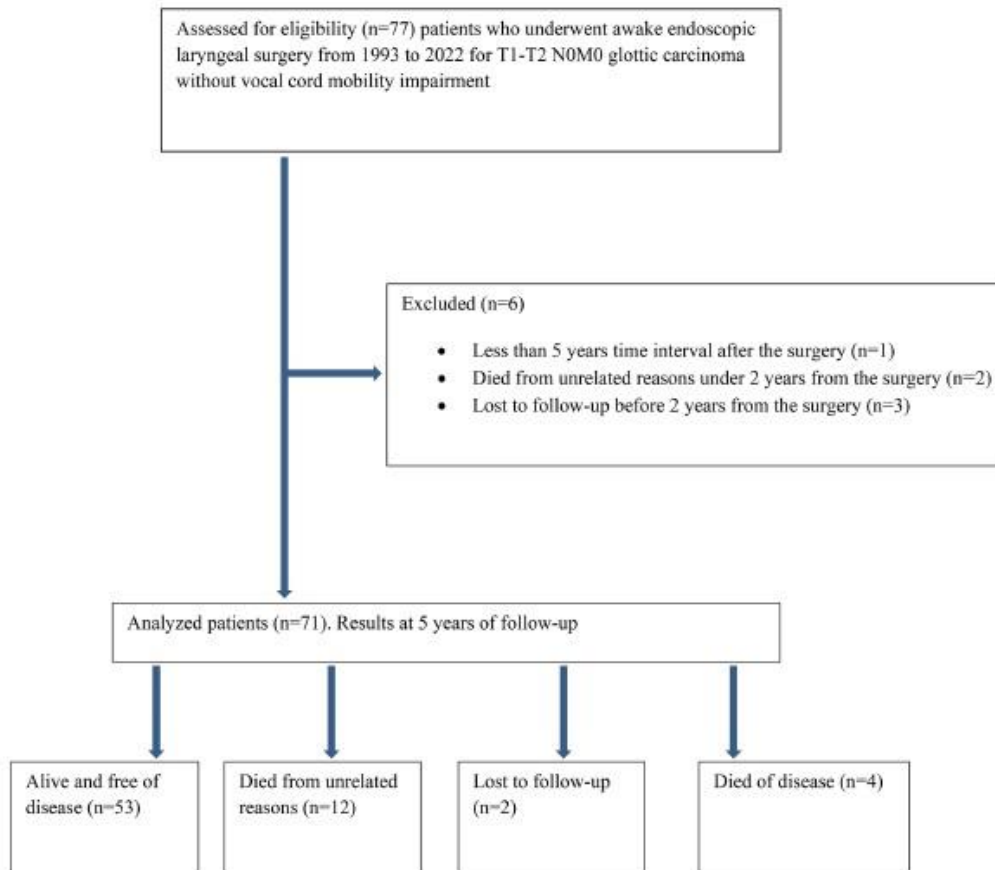 Assessed for eligibility (n=77) patients who underwent awake endoscopic
laryngeal surgery from 1993 to 2022 for T1-T2 N0M0 glottic carcinoma
without vocal cord mobility impairment
Excluded (n=6)
• Less than 5 years time interval after the surgery (n=1)
• Died from unrelated reasons under 2 years from the surgery (n=2)
• Lost to follow-up before 2 years from the surgery (n=3)
Analyzed patients (n=71). Results at 5 years of follow-up
Alive and free of
disease (n=53)
Died from unrelated
reasons (n=12)
Lost to follow-up
(n=2)
Died of disease (n=4)